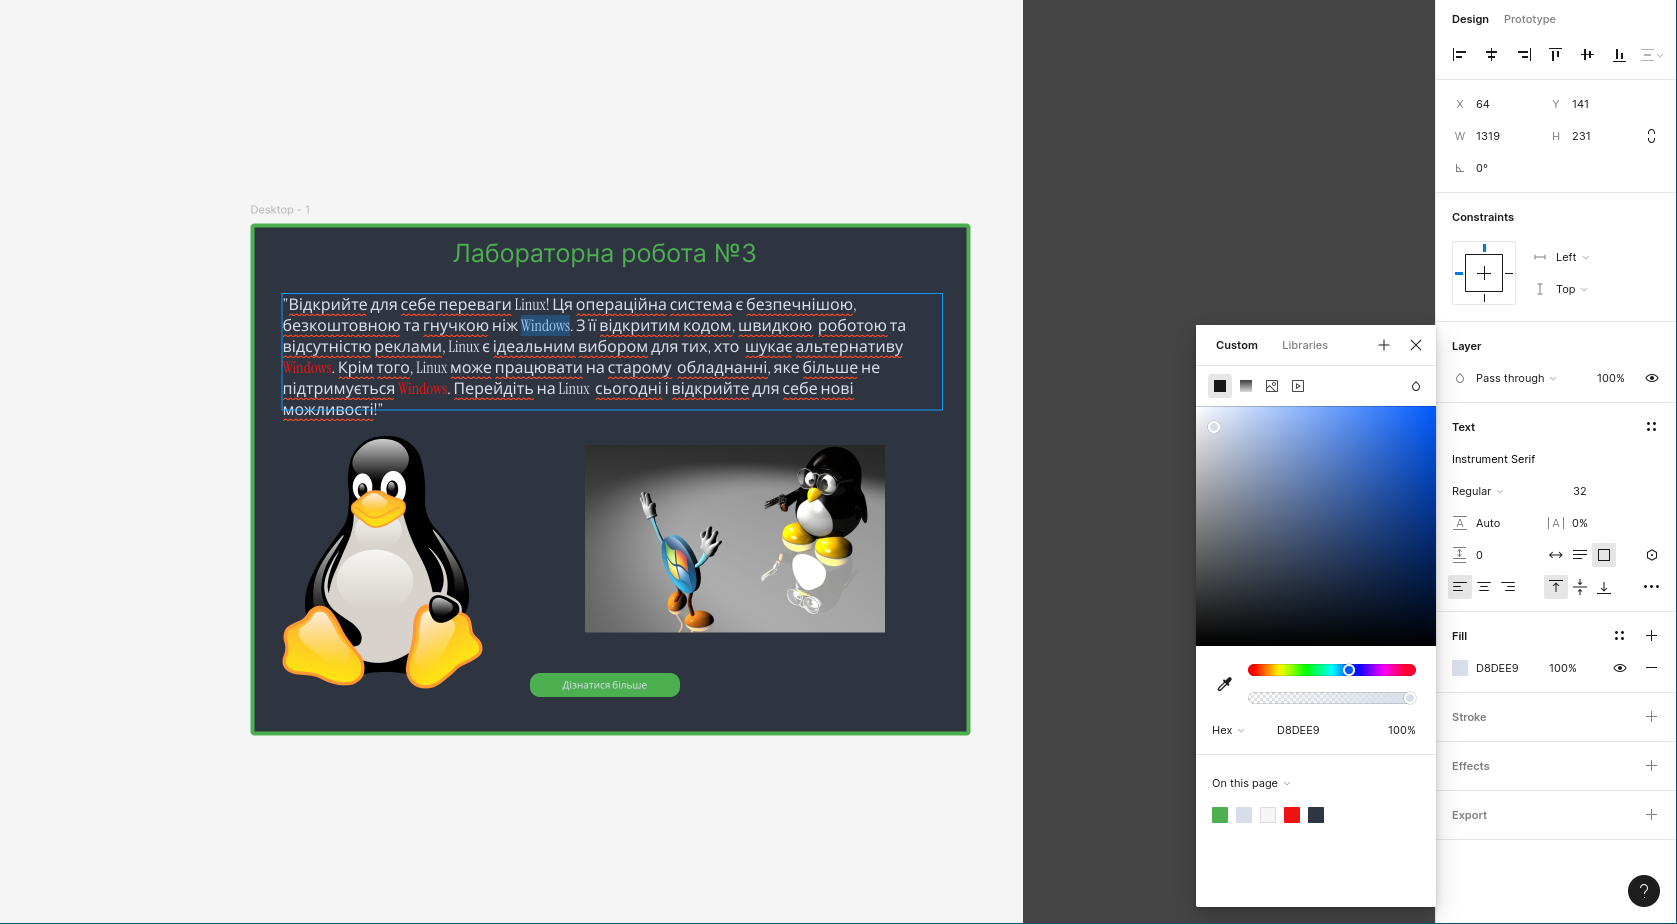 Design Prototype
X 64 Y 141
W 1319 H 231
0°
Constraints
Left
Top
Layer
Pass through 100%
Text
Instrument Serif
Regular 32
A Auto |A| 0%
0
Fill
D8DEE9 100%
Stroke
Effects
Export
?
Desktop - 1
Лабораторна робота №3
"Відкрийте для себе переваги Linux! Ця операційна система є безпечнішою,
безкоштовною та гнучкою ніж Windows. З її відкритим кодом, швидкою роботою та
відсутністю реклами, Linux є ідеальним вибором для тих, хто шукає альтернативу
Windows. Крім того, Linux може працювати на старому обладнанні, яке більше не
підтримується Windows. Перейдіть на Linux сьогодні і відкрийте для себе нові
можливості!"
Дізнатися більше
Custom Libraries
Hex D8DEE9 100%
On this page